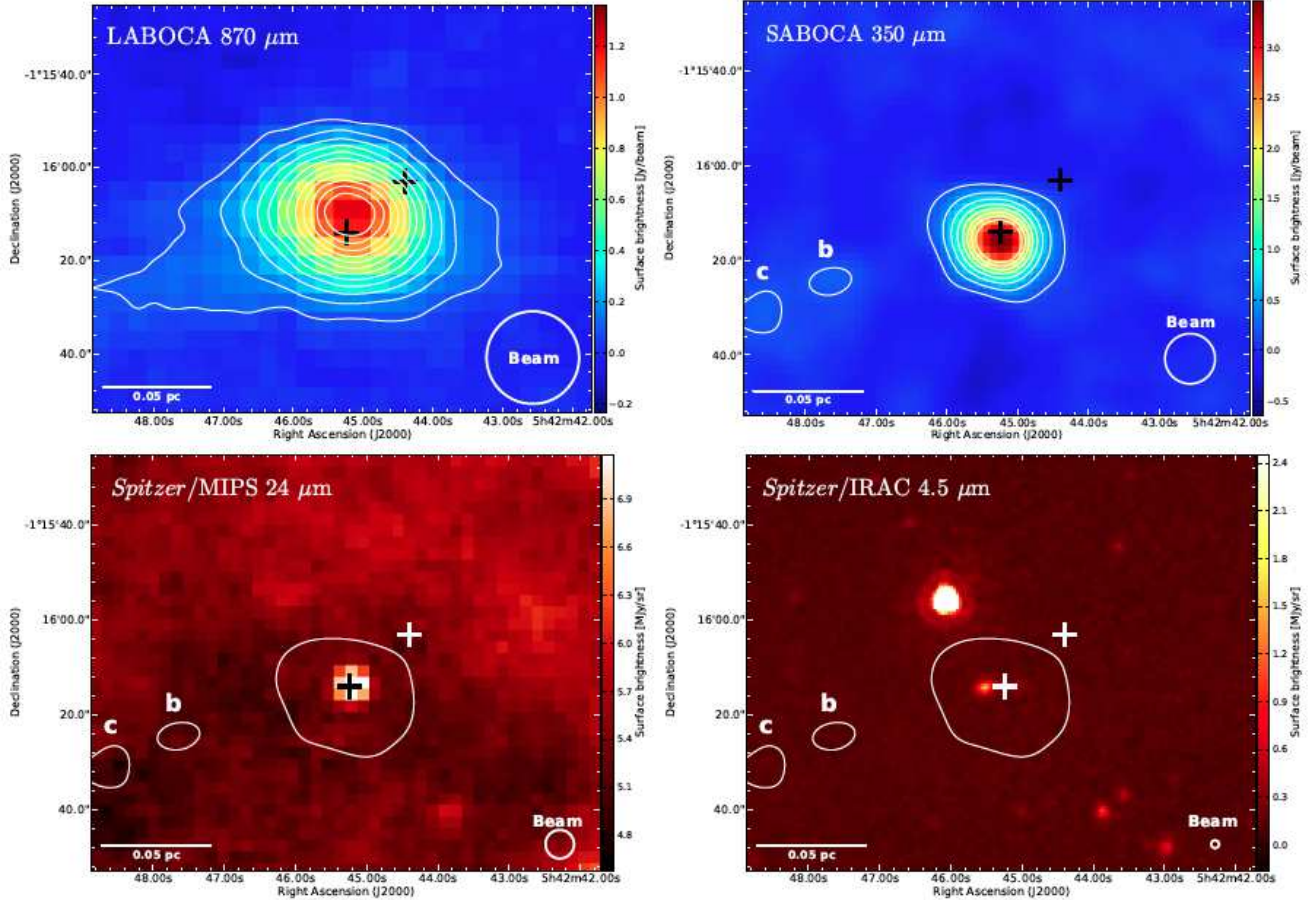 LABOCA 870 μm
-1°15'40.0"
16'00.0"
20.0"
40.0"
Declination (J2000)
Beam
0.05 pc
48.00s 47.00s 46.00s 45.00s 44.00s 43.00s 5h42m42.00s
Right Ascension (J2000)
1.2
1.0
0.8
0.6
0.4
0.2
0.0
−0.2
Surface brightness [Jy/beam]
SABOCA 350 μm
-1°15'40.0"
16'00.0"
20.0"
40.0"
Declination (J2000)
c
b
Beam
0.05 pc
48.00s 47.00s 46.00s 45.00s 44.00s 43.00s 5h42m42.00s
Right Ascension (J2000)
3.0
2.5
2.0
1.5
1.0
0.5
0.0
−0.5
Surface brightness [Jy/beam]
Spitzer/MIPS 24 μm
-1°15'40.0"
16'00.0"
20.0"
40.0"
Declination (J2000)
c
b
Beam
0.05 pc
48.00s 47.00s 46.00s 45.00s 44.00s 43.00s 5h42m42.00s
Right Ascension (J2000)
6.9
6.6
6.3
6.0
5.7
5.4
5.1
4.8
Surface brightness [MJy/sr]
Spitzer/IRAC 4.5 μm
-1°15'40.0"
16'00.0"
20.0"
40.0"
Declination (J2000)
c
b
Beam
0.05 pc
48.00s 47.00s 46.00s 45.00s 44.00s 43.00s 5h42m42.00s
Right Ascension (J2000)
2.4
2.1
1.8
1.5
1.2
0.9
0.6
0.3
0.0
Surface brightness [MJy/sr]